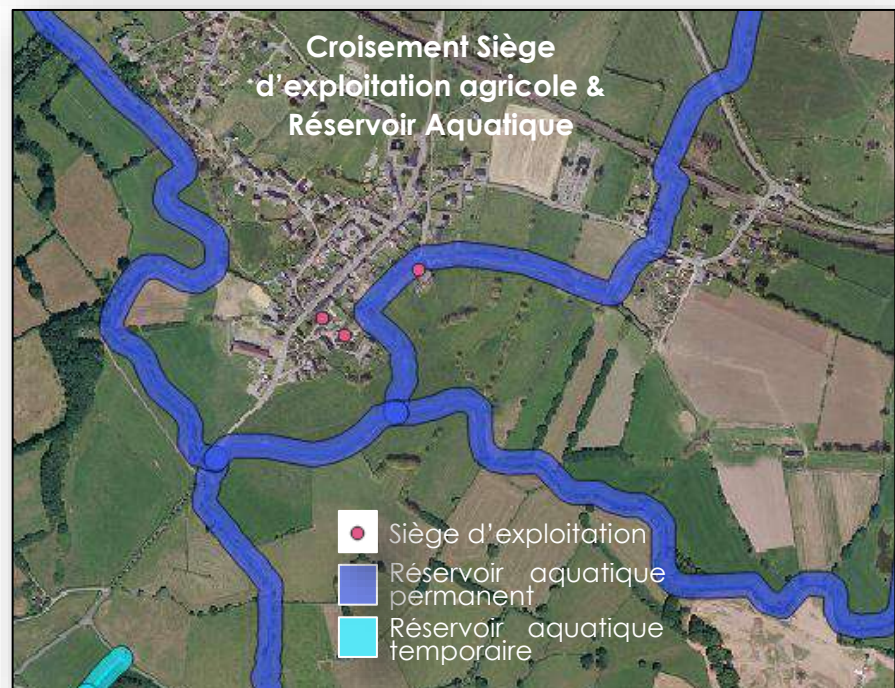 Croisement Siège
d’exploitation agricole &
Réservoir Aquatique
Siège d’exploitation
Réservoir aquatique
permanent
Réservoir aquatique
temporaire